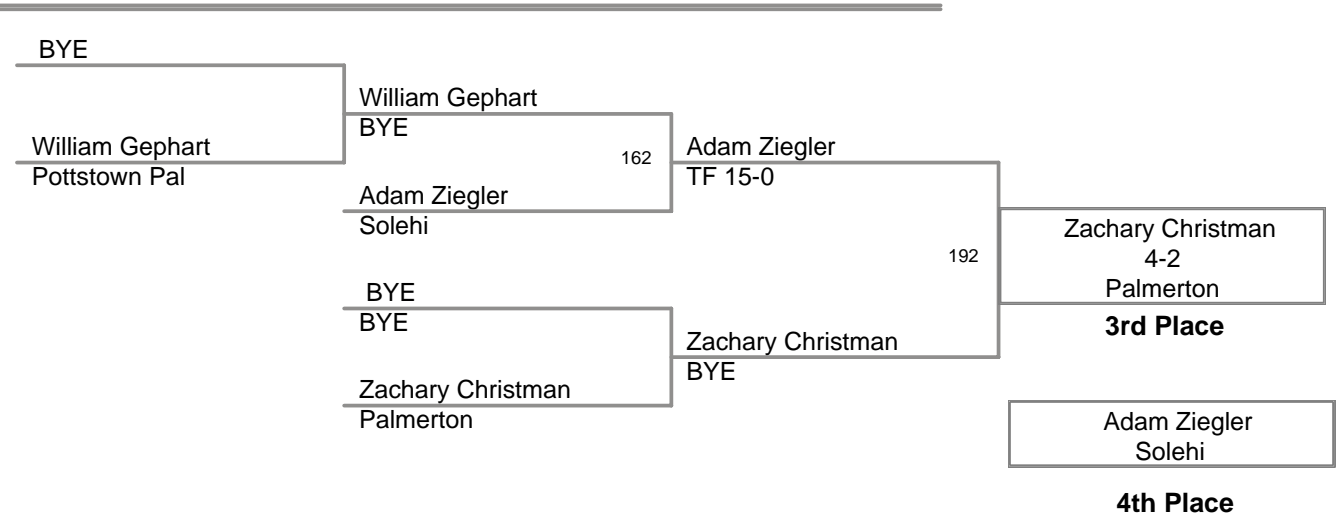 BYE
William Gephart
Pottstown Pal
William Gephart
BYE
162
Adam Ziegler
Solehi
BYE
BYE
Zachary Christman
Palmerton
Adam Ziegler
TF 15-0
192
Zachary Christman
BYE
Zachary Christman
4-2
Palmerton
3rd Place
Adam Ziegler
Solehi
4th Place